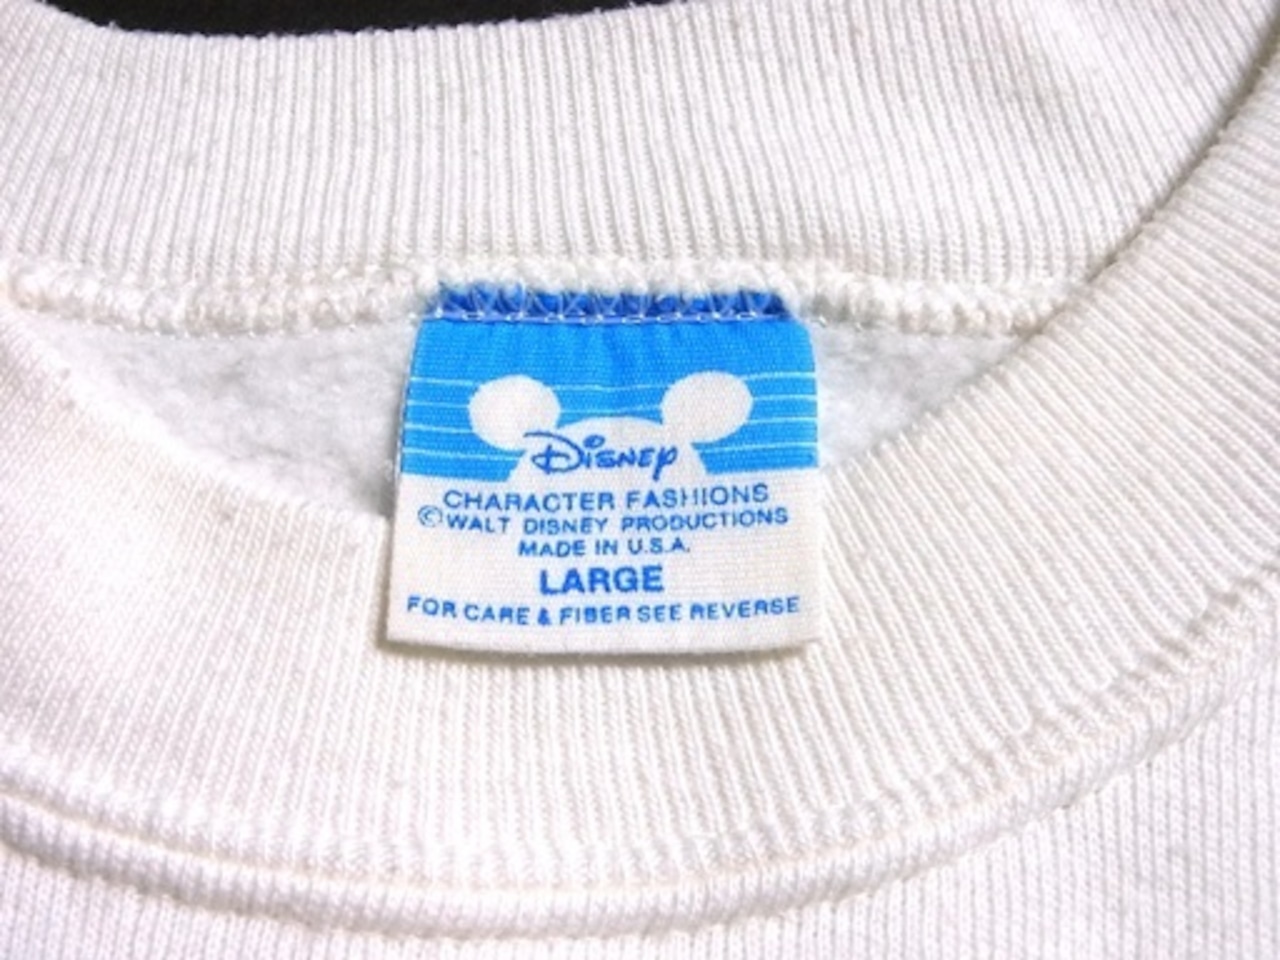 Disney
CHARACTER FASHIONS
©WALT DISNEY PRODUCTIONS
MADE IN U.S.A.
LARGE
FOR CARE & FIBER SEE REVERSE